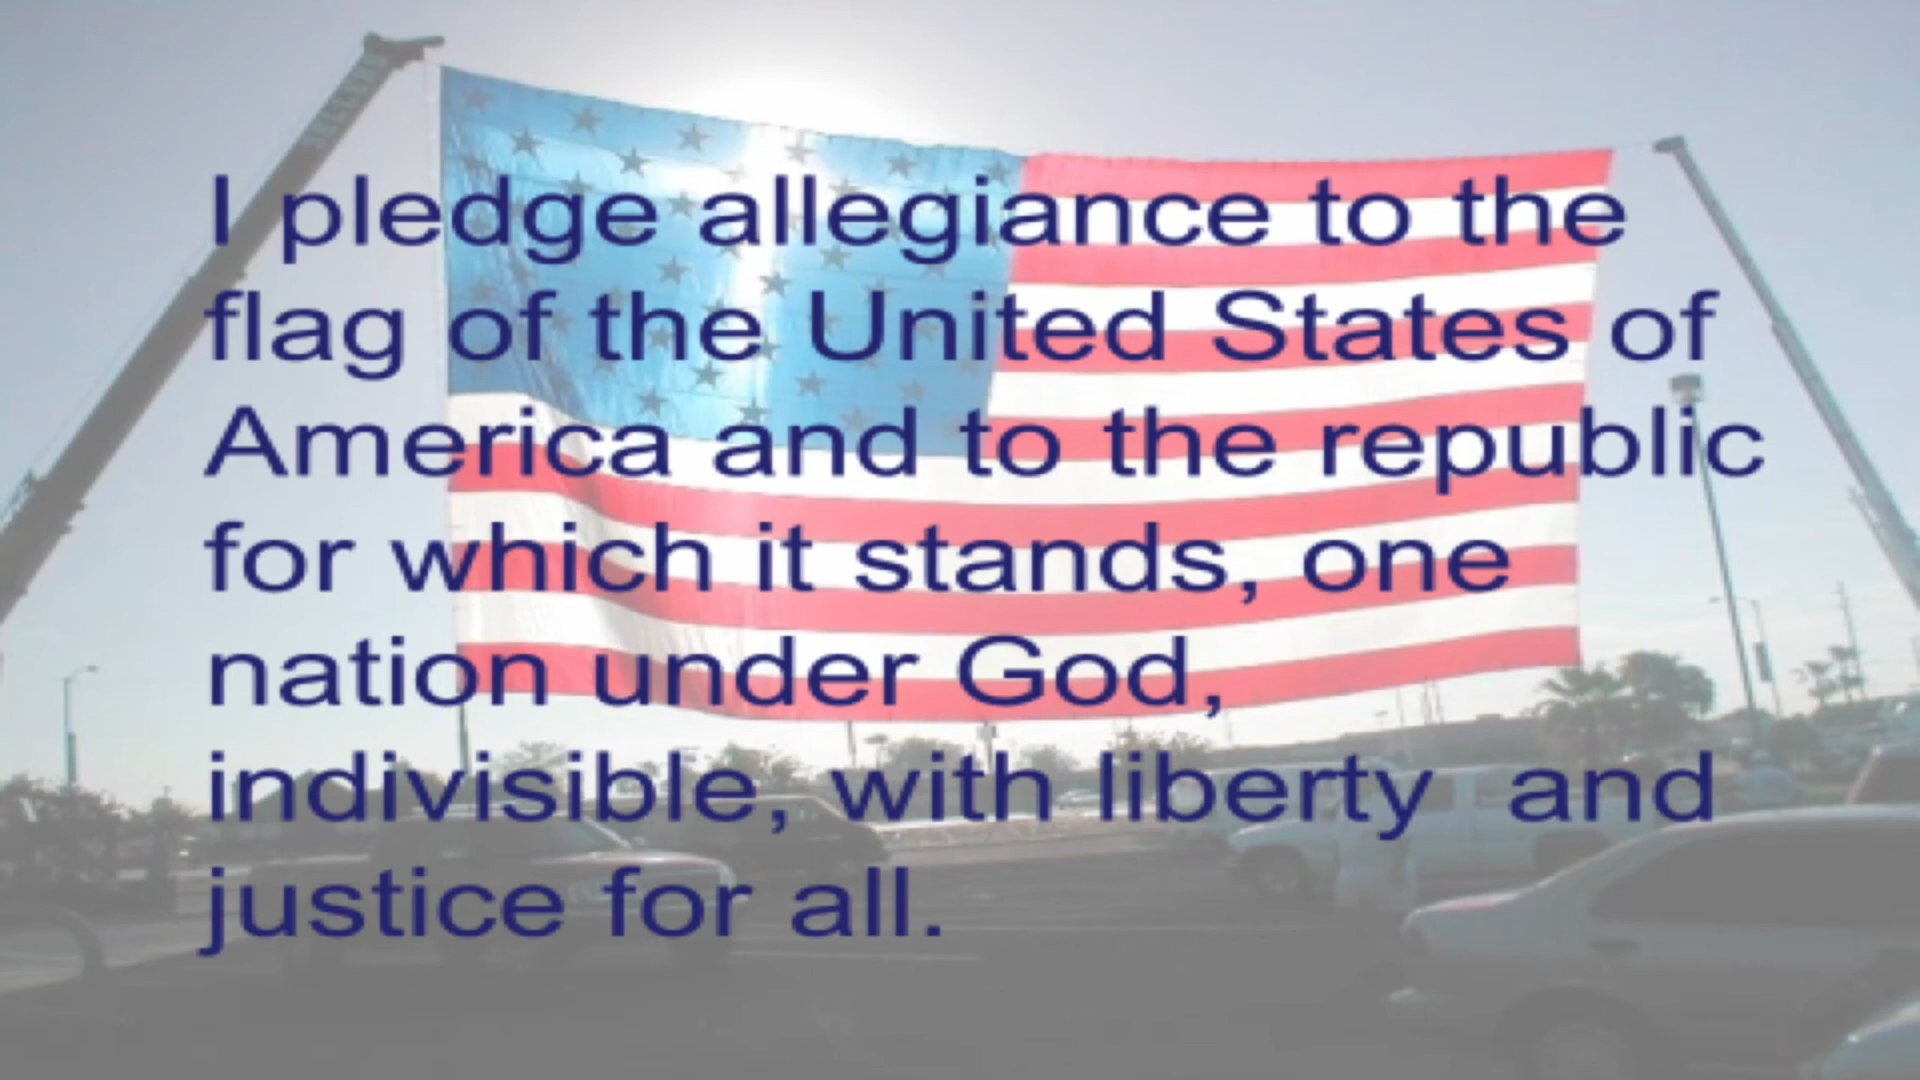 I pledge allegiance to the
flag of the United States of
America and to the republic
for which it stands, one
nation under God,
indivisible, with liberty  and
justice for all.